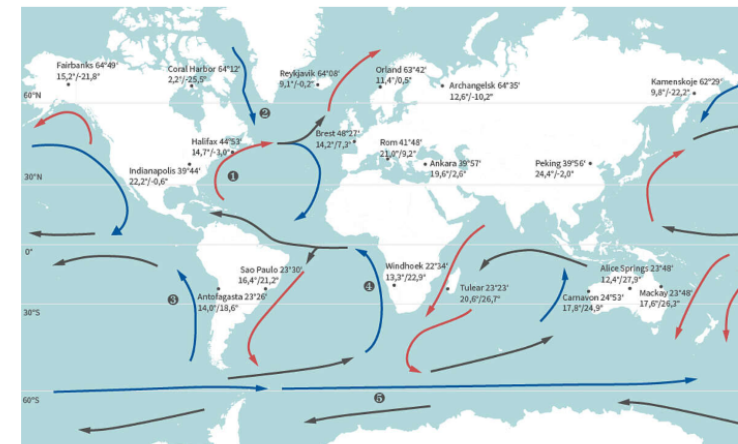 Fairbanks 64°49'
15,2°/-21,8°
Coral Harbor 64°12'
2,2°/-25,5°
Reykjavik 64°08'
9,1°/-0,2°
Orland 63°42'
11,4°/0,5°
Archangelsk 64°35'
12,6°/-10,2°
Kamenskoje 62°29'
9,8°/-22,2°
60°N
❷
Halifax 44°53'
14,7°/-3,0°
Brest 48°27'
14,2°/7,3°
Rom 41°48'
21,9°/9,2°
Ankara 39°57'
19,6°/2,6°
Peking 39°56'
24,4°/-2,0°
Indianapolis 39°44'
22,2°/-0,6°
❶
30°N
0°
Sao Paulo 23°30'
16,4°/21,2°
Windhoek 22°34'
13,3°/22,9°
Alice Springs 23°48'
12,4°/27,9°
❸
Antofagasta 23°26'
14,0°/18,6°
❹
Tulear 23°23'
20,6°/26,7°
Carnavon 24°53'
17,8°/24,9°
Mackay 23°48'
17,6°/26,3°
30°S
60°S
❺